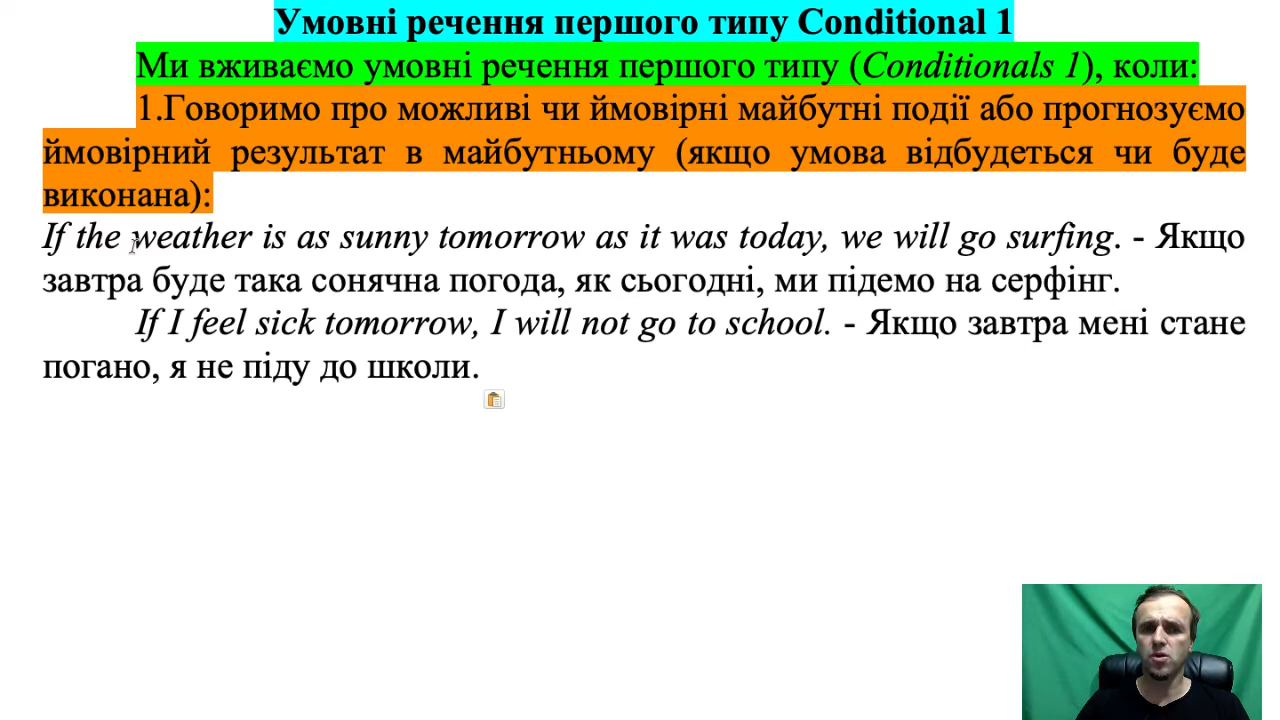 Умовні речення першого типу Conditional 1
Ми вживаємо умовні речення першого типу (Conditionals 1), коли:
1.Говоримо про можливі чи ймовірні майбутні події або прогнозуємо
ймовірний результат в майбутньому (якщо умова відбудеться чи буде
виконана):
If the weather is as sunny tomorrow as it was today, we will go surfing. - Якщо
завтра буде така сонячна погода, як сьогодні, ми підемо на серфінг.
If I feel sick tomorrow, I will not go to school. - Якщо завтра мені стане
погано, я не піду до школи.